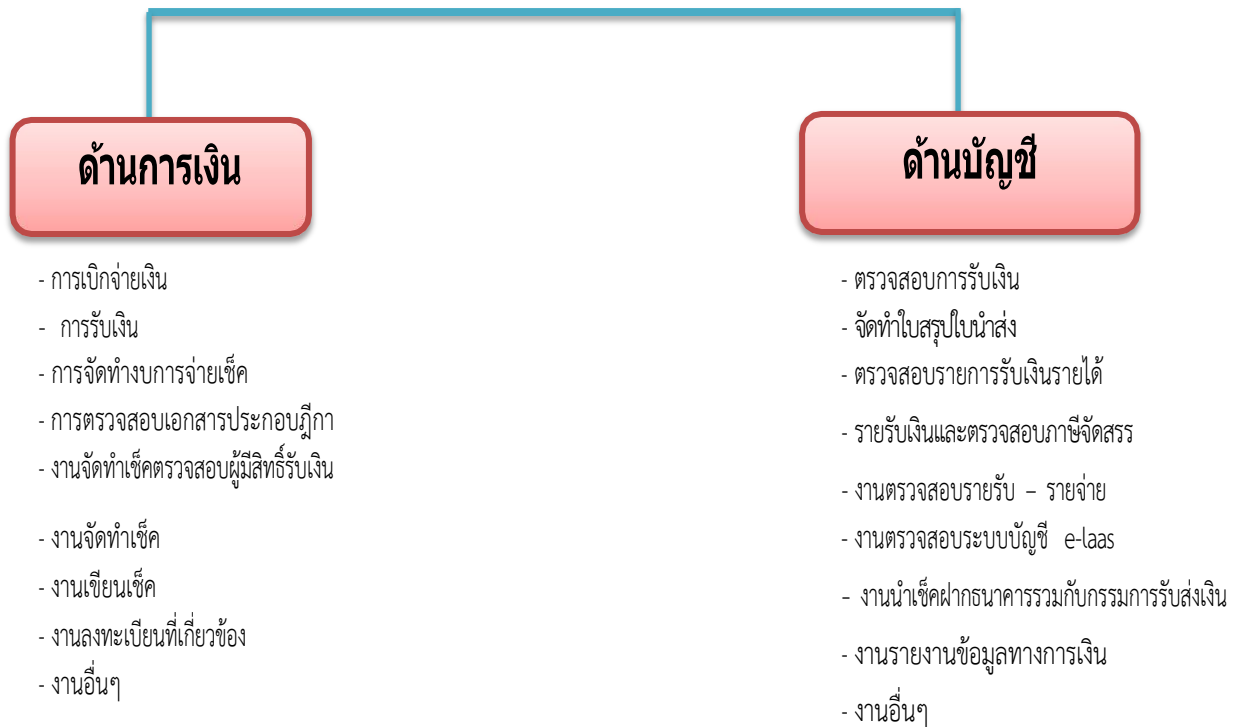 ด้านการเงิน
- การเบิกจ่ายเงิน
- การรับเงิน
- การจัดทำงบการจ่ายเช็ค
- การตรวจสอบเอกสารประกอบฎีกา
- งานจัดทำเช็คตรวจสอบผู้มีสิทธิ์รับเงิน
- งานจัดทำเช็ค
- งานเขียนเช็ค
- งานลงทะเบียนที่เกี่ยวข้อง
- งานอื่นๆ
ด้านบัญชี
- ตรวจสอบการรับเงิน
- จัดทำใบสรุปใบนำส่ง
- ตรวจสอบรายการรับเงินรายได้
- รายรับเงินและตรวจสอบภาษีจัดสรร
- งานตรวจสอบรายรับ – รายจ่าย
- งานตรวจสอบระบบบัญชี e-laas
– งานนำเช็คฝากธนาคารรวมกับกรรมการรับส่งเงิน
- งานรายงานข้อมูลทางการเงิน
- งานอื่นๆ